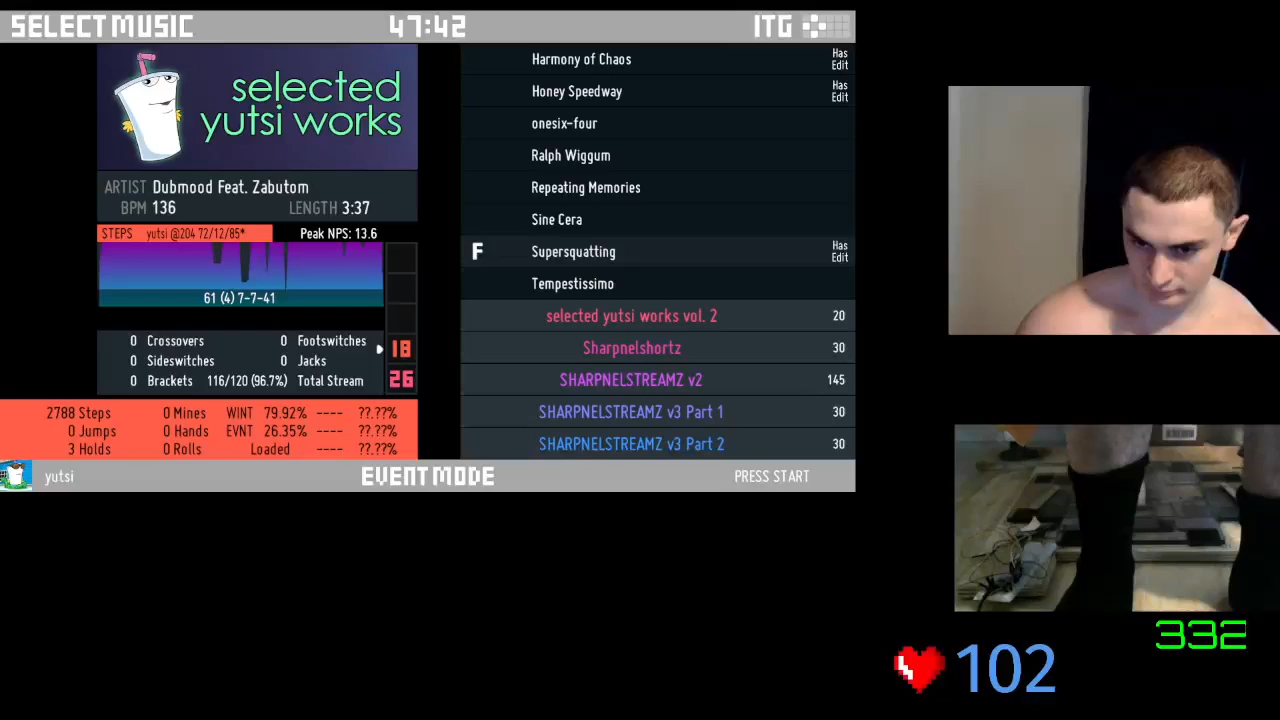 SELECT MUSIC
47:42
ITG
selected
yutsi works
ARTIST Dubmood Feat. Zabutom
BPM 136
LENGTH 3:37
STEPS yutsi @204 72/12/85*
Peak NPS: 13.6
61 (4) 7-7-41
0 Crossovers 0 Footswitches
0 Sideswitches 0 Jacks
0 Brackets 116/120 (96.7%) Total Stream
18
26
2788 Steps 0 Mines WINT 79.92% ---- ??.??%
0 Jumps 0 Hands EVNT 26.35% ---- ??.??%
3 Holds 0 Rolls Loaded ---- ??.??%
Harmony of Chaos Has Edit
Honey Speedway Has Edit
onesix-four
Ralph Wiggum
Repeating Memories
Sine Cera
F Supersquatting Has Edit
Tempestissimo
selected yutsi works vol. 2 20
Sharpnelshortz 30
SHARPNELSTREAMZ v2 145
SHARPNELSTREAMZ v3 Part 1 30
SHARPNELSTREAMZ v3 Part 2 30
yutsi
EVENT MODE
PRESS START
332
102